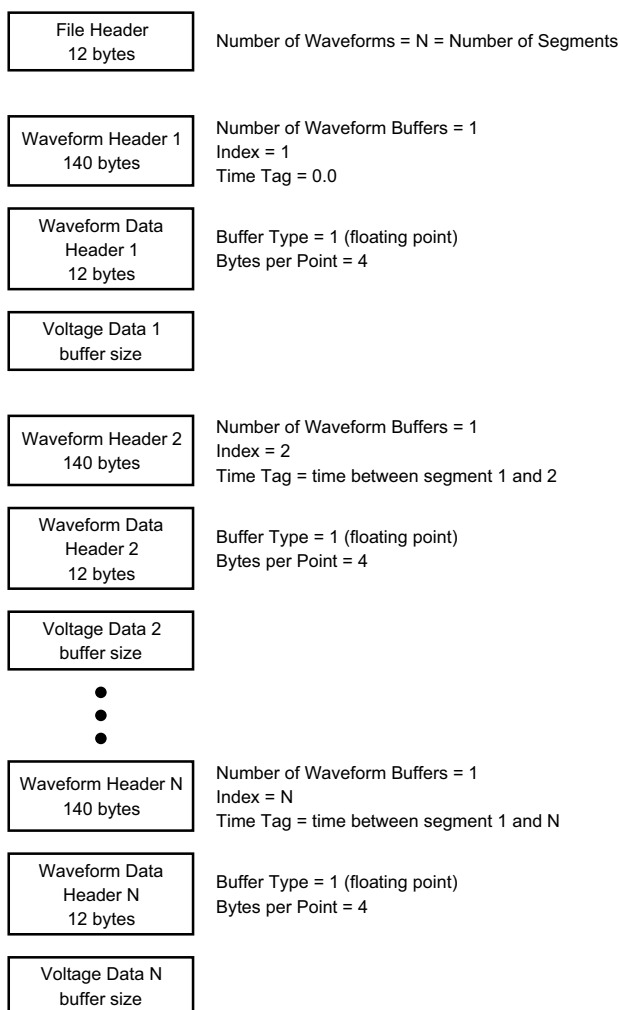 File Header
12 bytes
Number of Waveforms = N = Number of Segments
Waveform Header 1
140 bytes
Number of Waveform Buffers = 1
Index = 1
Time Tag = 0.0
Waveform Data
Header 1
12 bytes
Buffer Type = 1 (floating point)
Bytes per Point = 4
Voltage Data 1
buffer size
Waveform Header 2
140 bytes
Number of Waveform Buffers = 1
Index = 2
Time Tag = time between segment 1 and 2
Waveform Data
Header 2
12 bytes
Buffer Type = 1 (floating point)
Bytes per Point = 4
Voltage Data 2
buffer size
Waveform Header N
140 bytes
Number of Waveform Buffers = 1
Index = N
Time Tag = time between segment 1 and N
Waveform Data
Header N
12 bytes
Buffer Type = 1 (floating point)
Bytes per Point = 4
Voltage Data N
buffer size